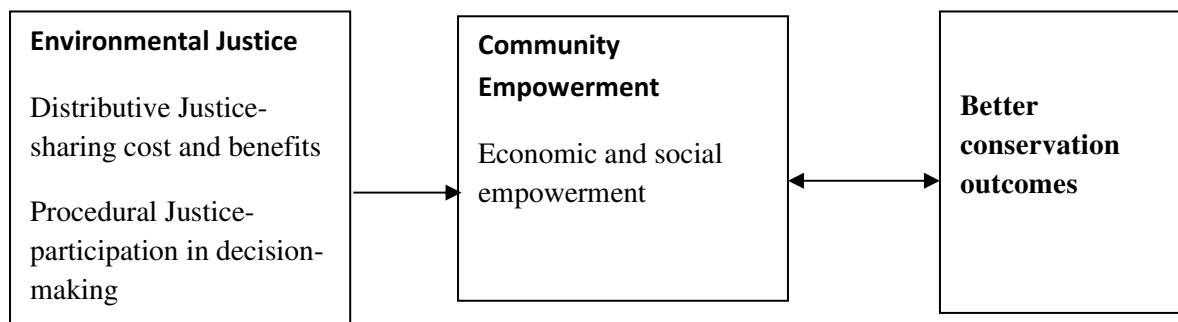 Environmental Justice
Distributive Justice-
sharing cost and benefits
Procedural Justice-
participation in decision-
making
Community
Empowerment
Economic and social
empowerment
Better
conservation
outcomes